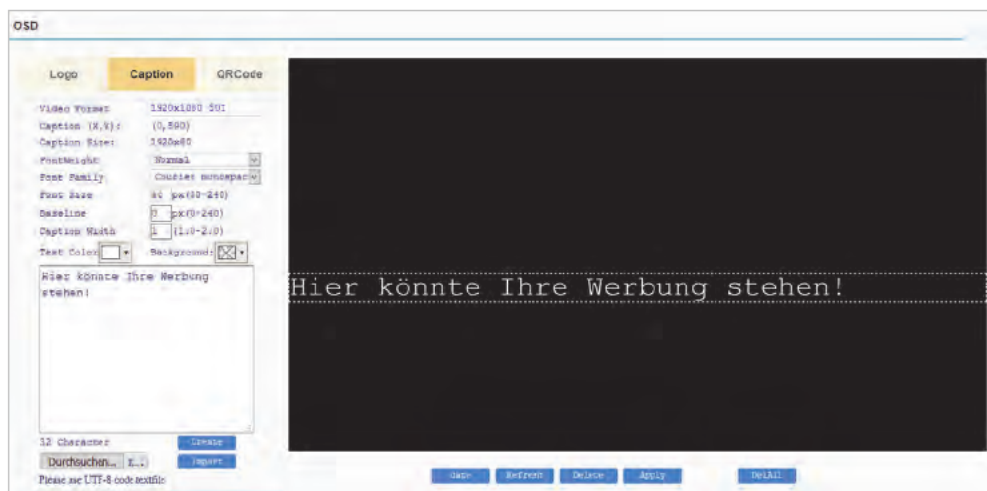 OSD
Logo Caption QRCode
Video Format 1920x1080 50I
Caption (X,Y): (0,590)
Caption Size: 1920x80
FontWeight Normal
Font Family Courier monospac
Font Size px(80-240)
Baseline 0 px(0-240)
Caption Width 1 (1.0-2.0)
Text Color Background:
Hier könnte Ihre Werbung
stehen!
Hier könnte Ihre Werbung stehen!
32 Character Create
Durchsuchen... Import
Please use UTF-8 code textfile
Save Refresh Delete Apply DelAll